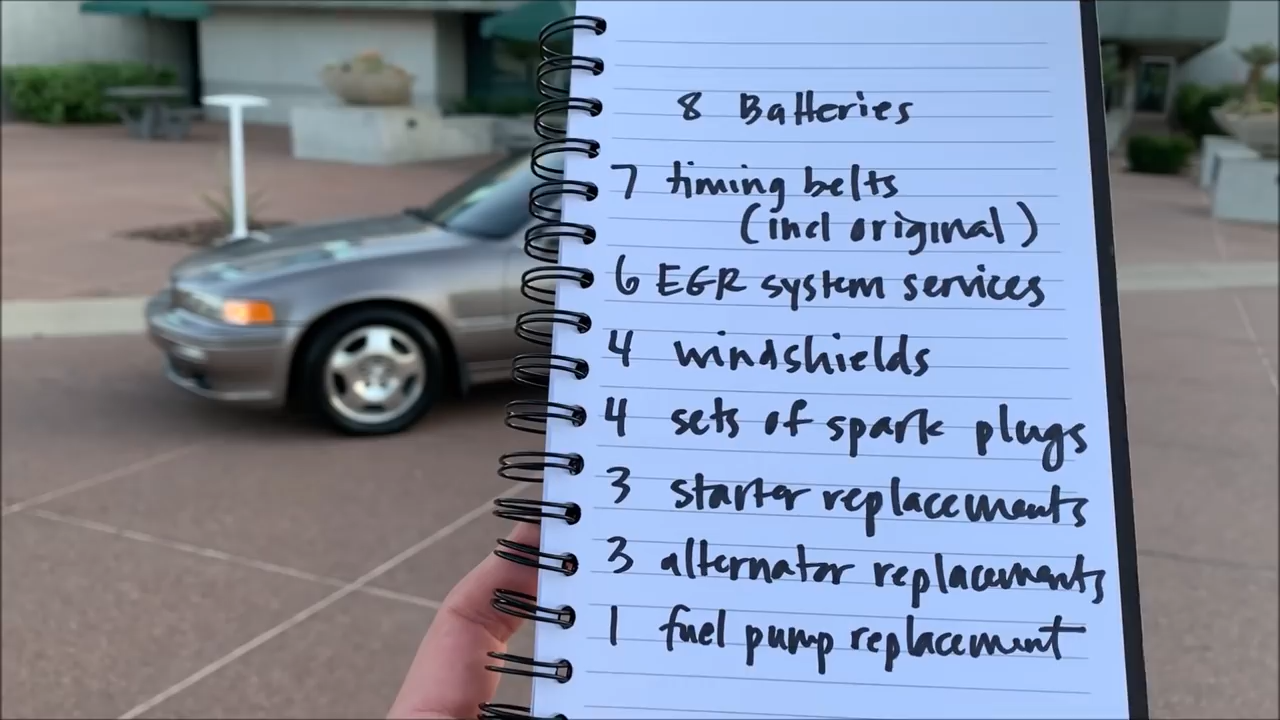 8 Batteries
7 timing belts
(incl original)
6 EGR system services
4 windshields
4 sets of spark plugs
3 starter replacements
3 alternator replacements
1 fuel pump replacement